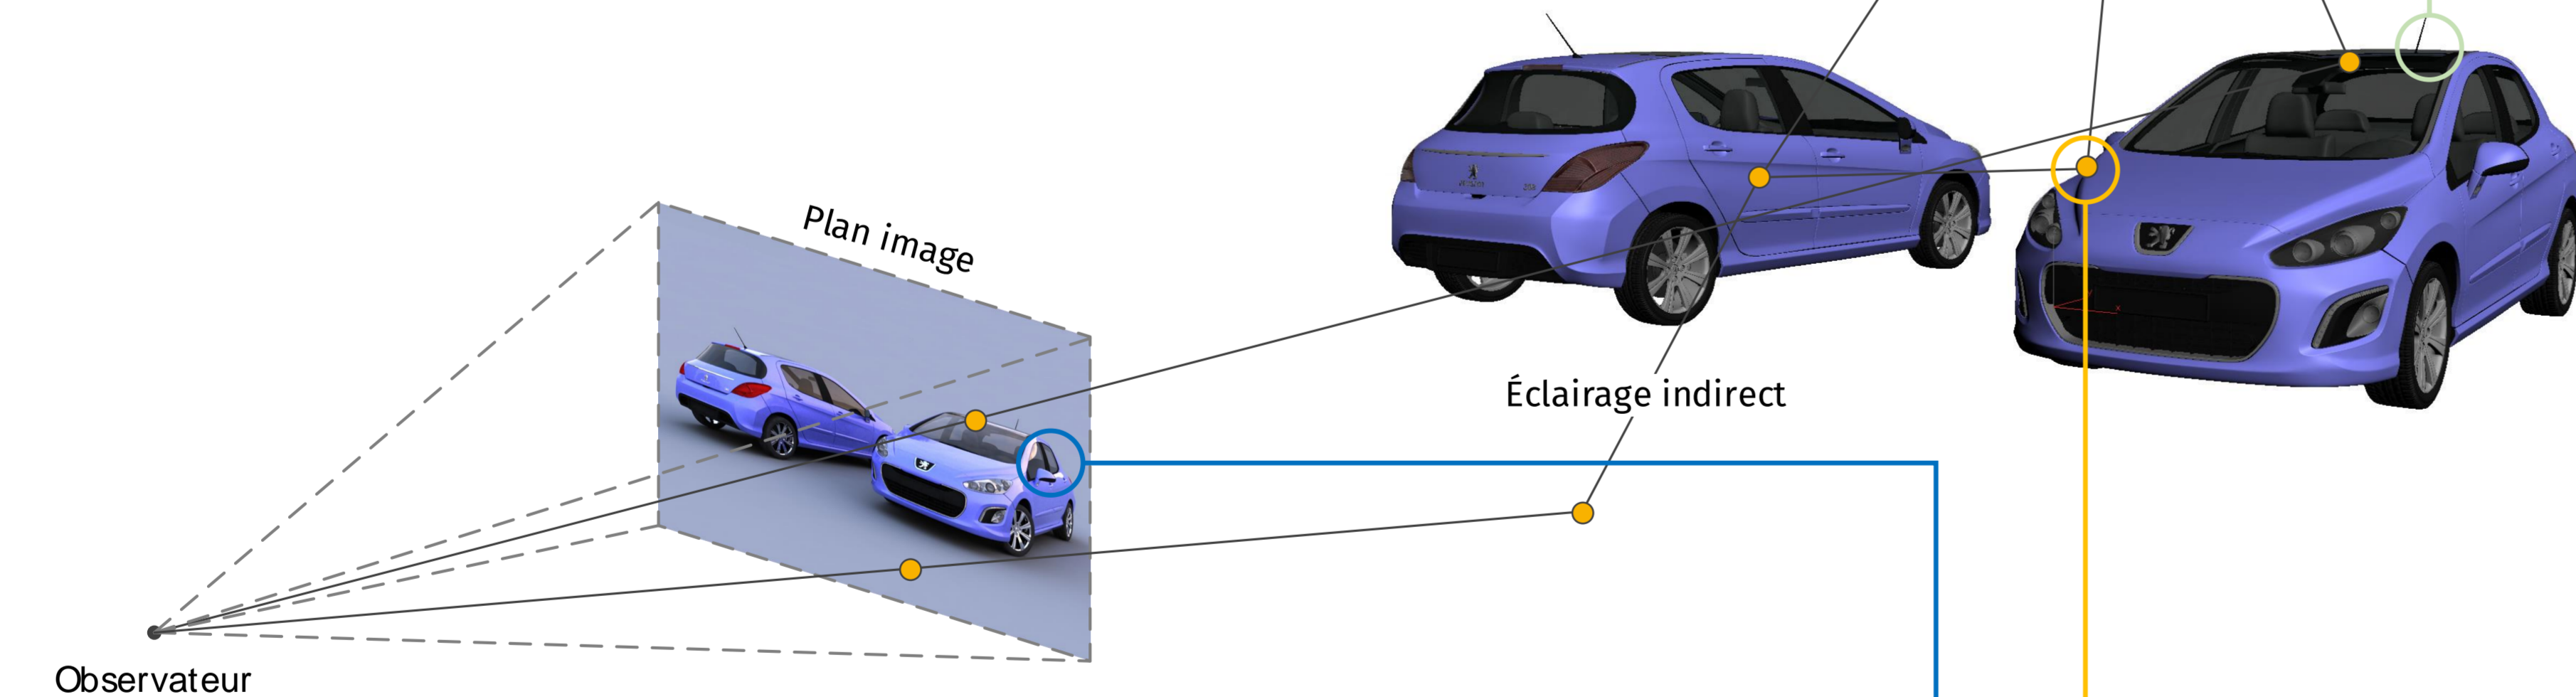 Plan image
Éclairage indirect
Observateur